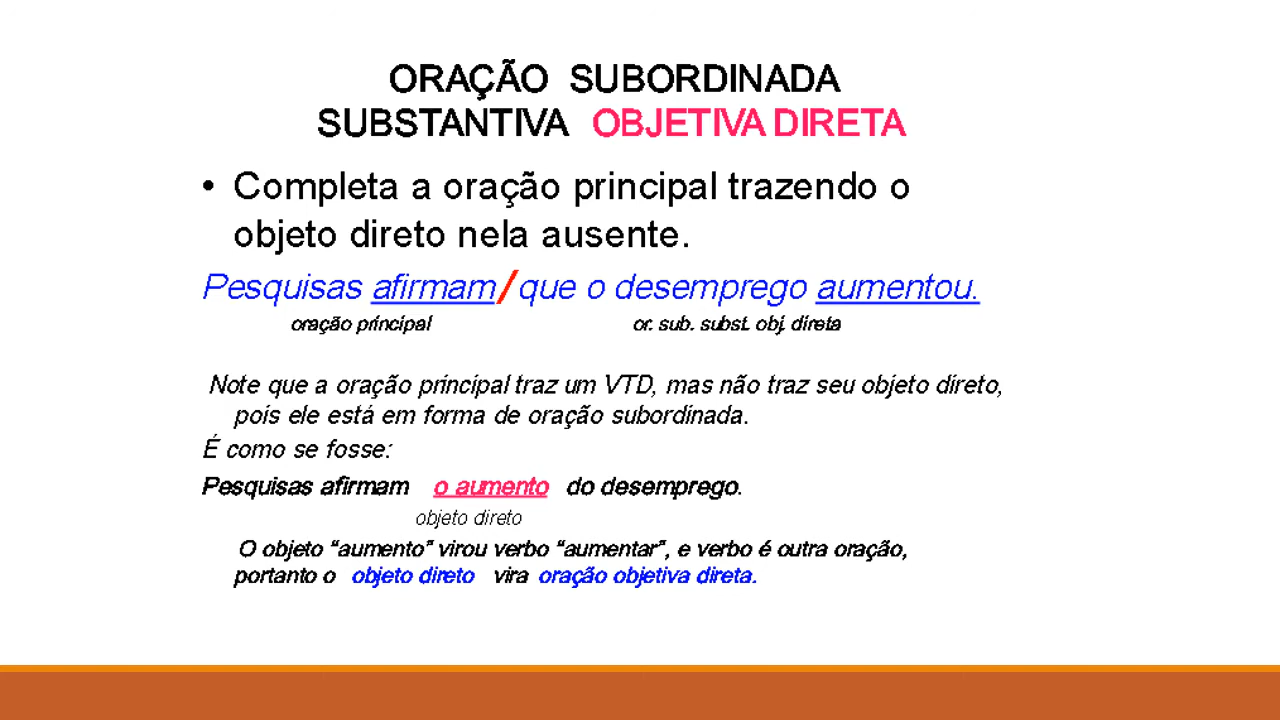 ORAÇÃO SUBORDINADA
SUBSTANTIVA OBJETIVA DIRETA
• Completa a oração principal trazendo o
objeto direto nela ausente.
Pesquisas afirmam/que o desemprego aumentou.
oração principal or. sub. subst. obj. direta
Note que a oração principal traz um VTD, mas não traz seu objeto direto,
pois ele está em forma de oração subordinada.
É como se fosse:
Pesquisas afirmam o aumento do desemprego.
objeto direto
O objeto “aumento” virou verbo “aumentar”, e verbo é outra oração,
portanto o objeto direto vira oração objetiva direta.